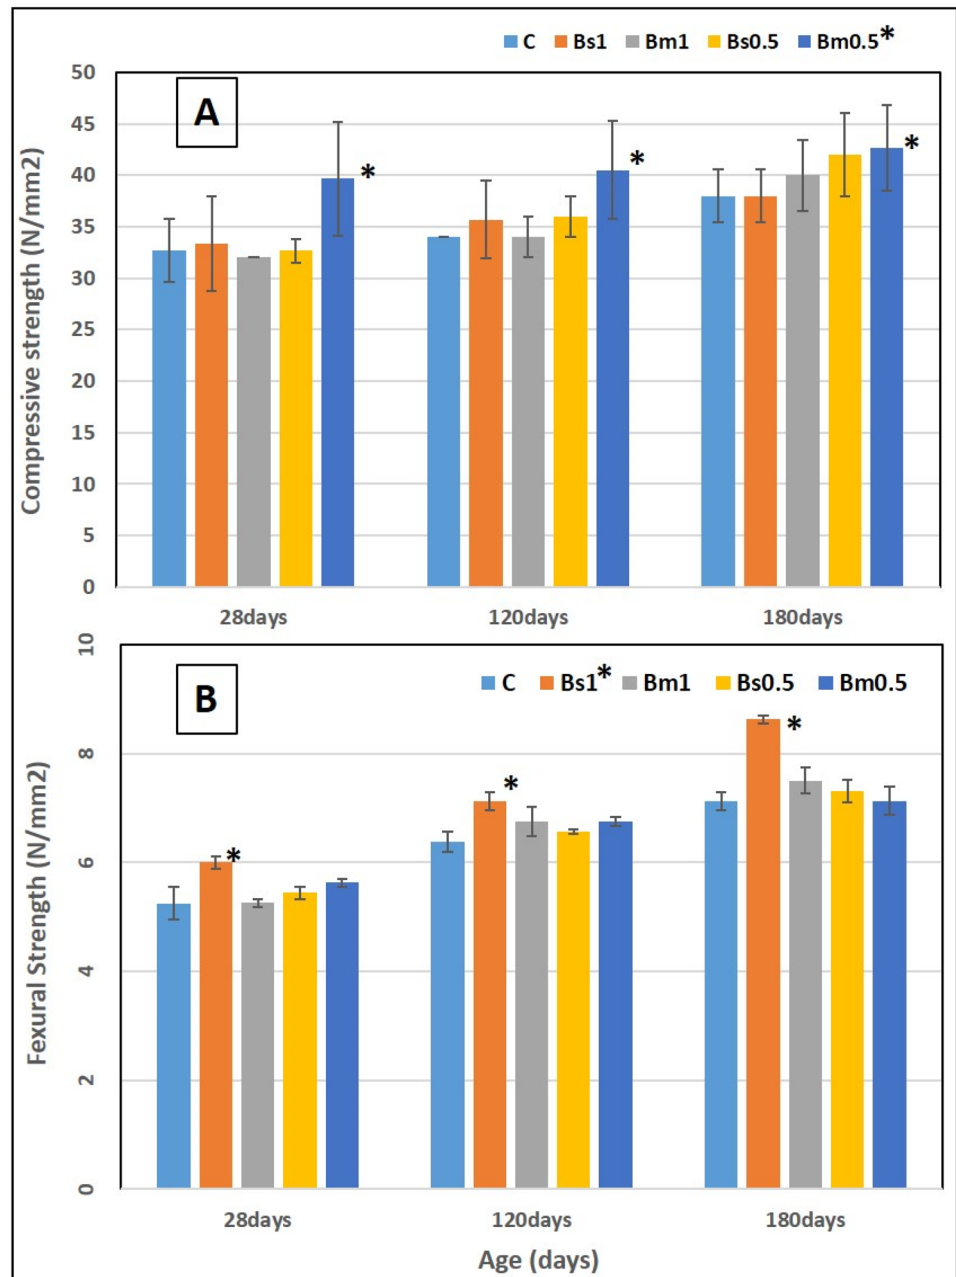 C Bs1 Bm1 Bs0.5 Bm0.5*
A
Compressive strength (N/mm2)
50
45
40
35
30
25
20
15
10
5
0
*
*
*
28days 120days 180days
B
C Bs1* Bm1 Bs0.5 Bm0.5
Fexural Strength (N/mm2)
10
8
6
4
2
0
*
*
*
28days 120days 180days
Age (days)